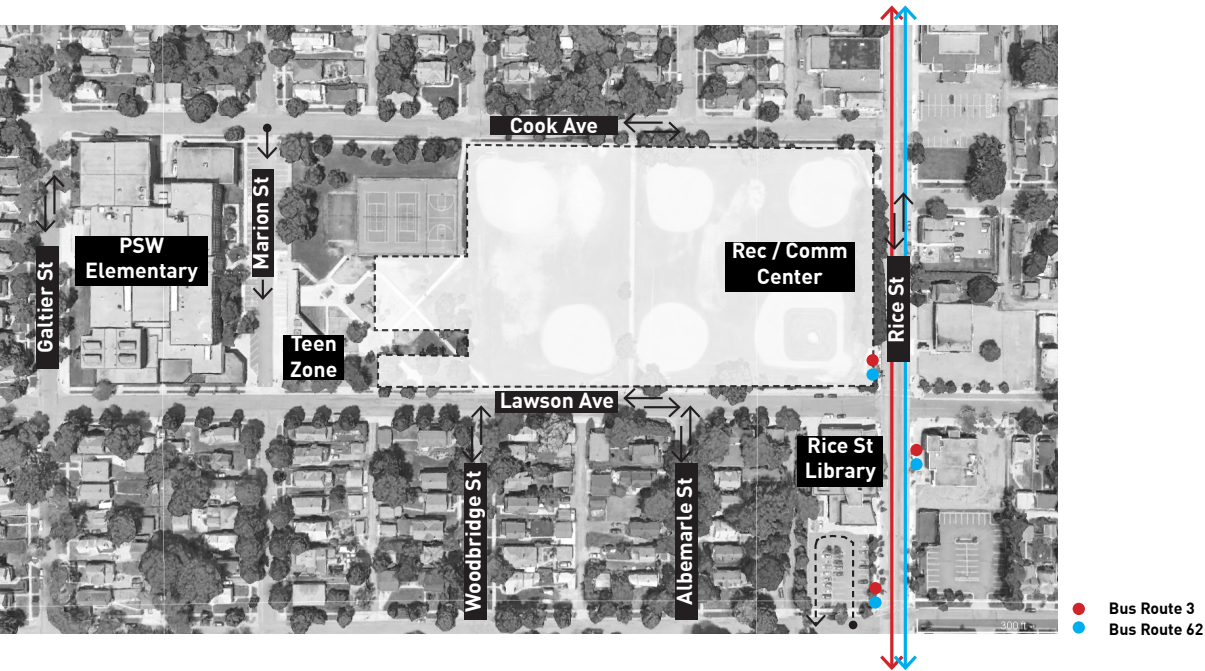 Cook Ave
Marion St
PSW
Elementary
Galtier St
Rec / Comm
Center
Rice St
Teen
Zone
Lawson Ave
Rice St
Library
Woodbridge St
Albemarle St
300 ft
Bus Route 3
Bus Route 62